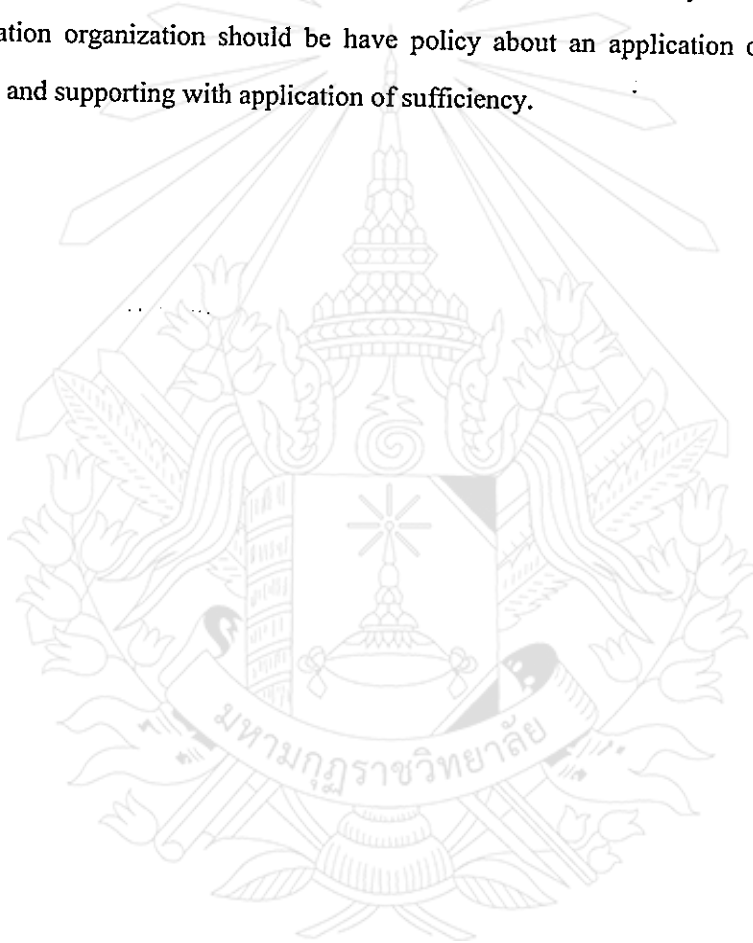 ation organization should be have policy about an application
and supporting with application of sufficiency.
มหามกุฏราชวิทยาลัย